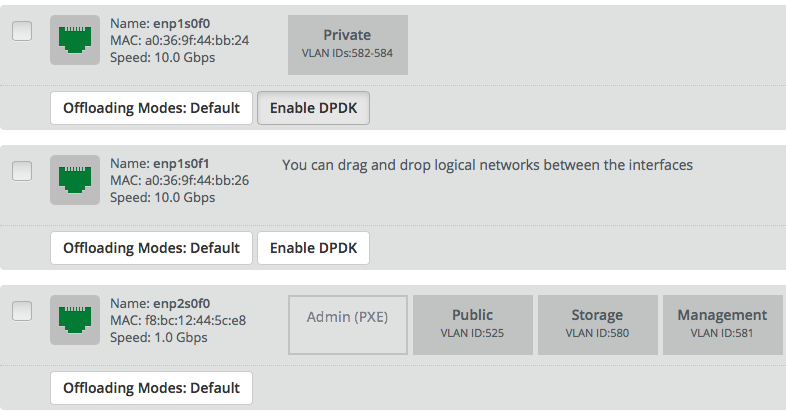 Name: enp1s0f0
MAC: a0:36:9f:44:bb:24
Speed: 10.0 Gbps
Private
VLAN IDs:582-584
Offloading Modes: Default
Enable DPDK
Name: enp1s0f1
MAC: a0:36:9f:44:bb:26
Speed: 10.0 Gbps
You can drag and drop logical networks between the interfaces
Offloading Modes: Default
Enable DPDK
Name: enp2s0f0
MAC: f8:bc:12:44:5c:e8
Speed: 1.0 Gbps
Admin (PXE)
Public
VLAN ID:525
Storage
VLAN ID:580
Management
VLAN ID:581
Offloading Modes: Default